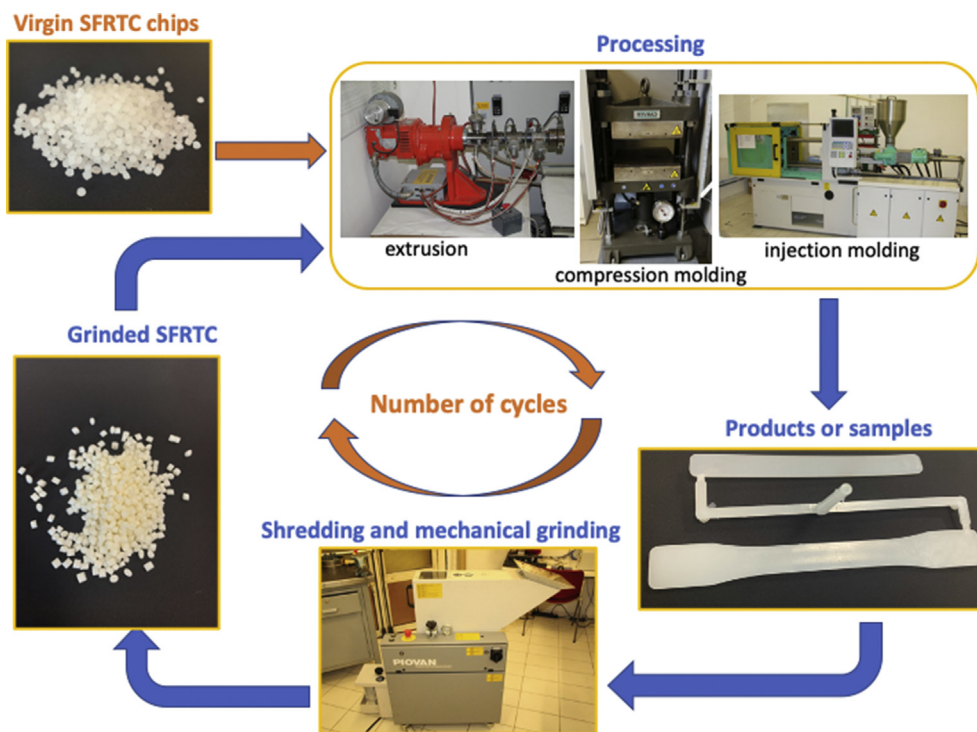 Virgin SFRTC chips
Processing
extrusion
compression molding
injection molding
Grinded SFRTC
Number of cycles
Products or samples
Shredding and mechanical grinding
PIOVAN